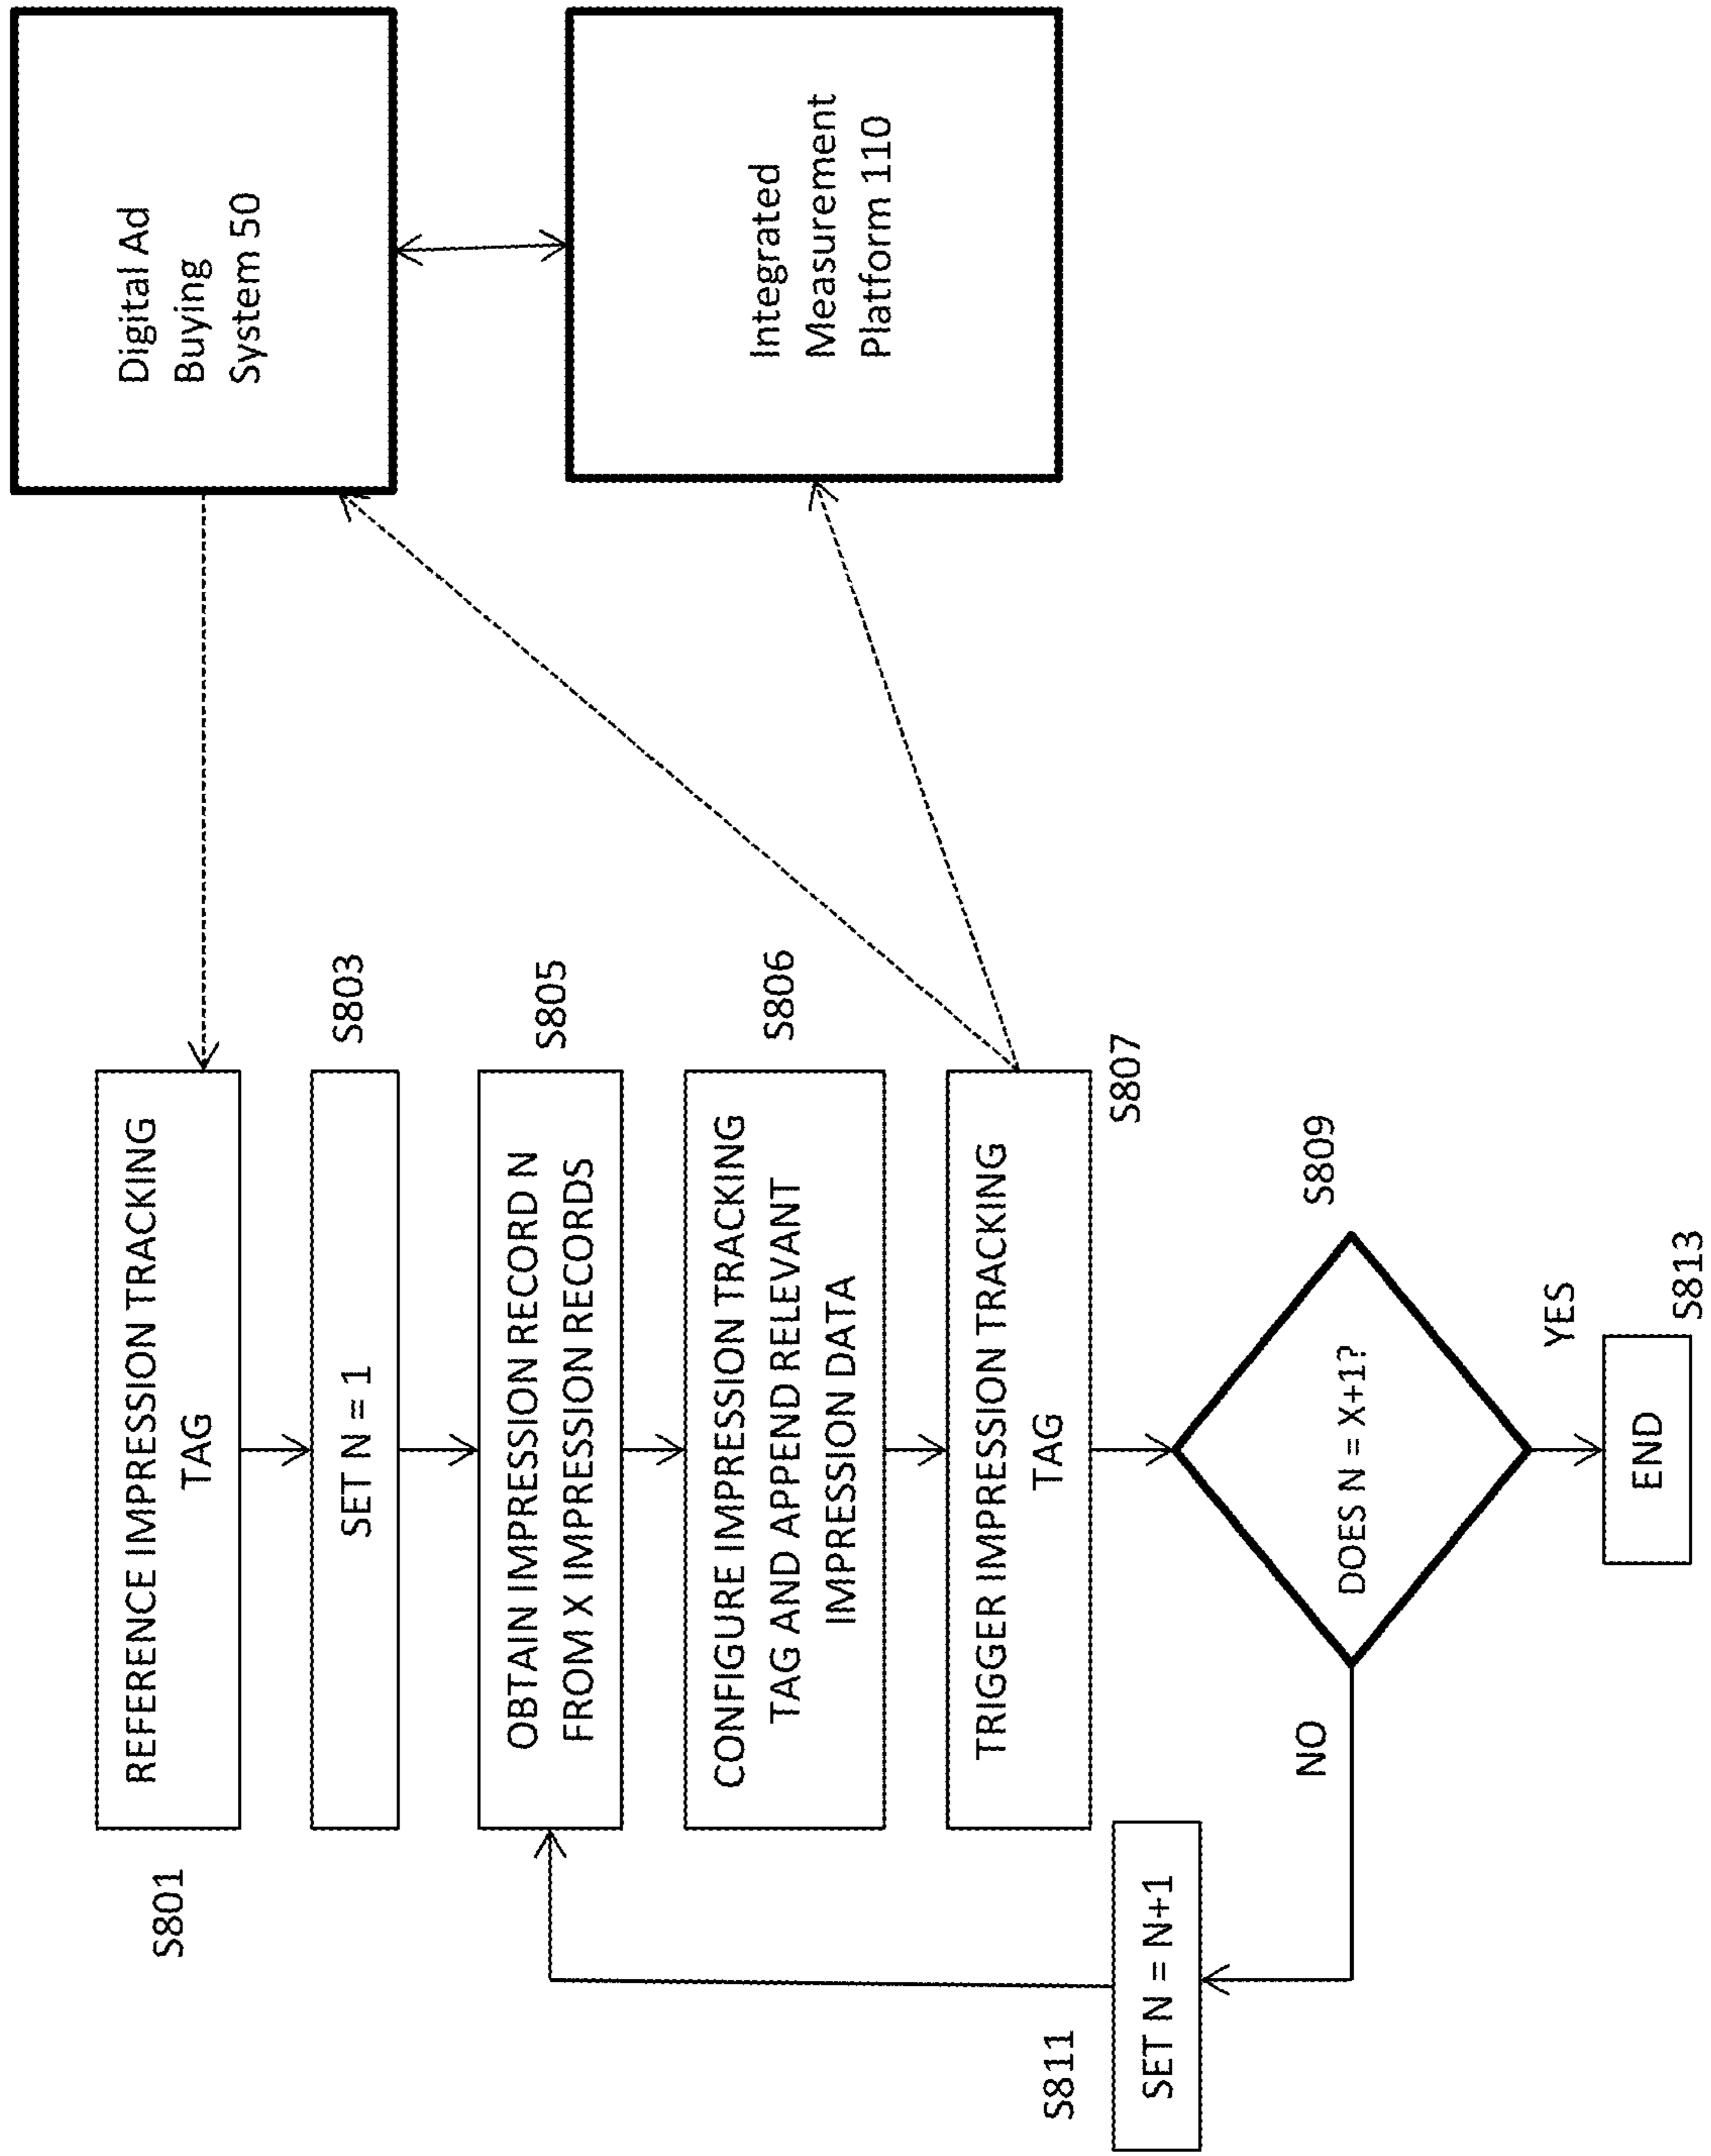 S801
REFERENCE IMPRESSION TRACKING
TAG
Digital Ad
Buying
System 50
SET N = 1
S803
OBTAIN IMPRESSION RECORD N
FROM X IMPRESSION RECORDS
S805
CONFIGURE IMPRESSION TRACKING
TAG AND APPEND RELEVANT
IMPRESSION DATA
S806
Integrated
Measurement
Platform 110
TRIGGER IMPRESSION TRACKING
TAG
S807
S811
SET N = N+1
NO
DOES N = X+1?
S809
YES
END
S813